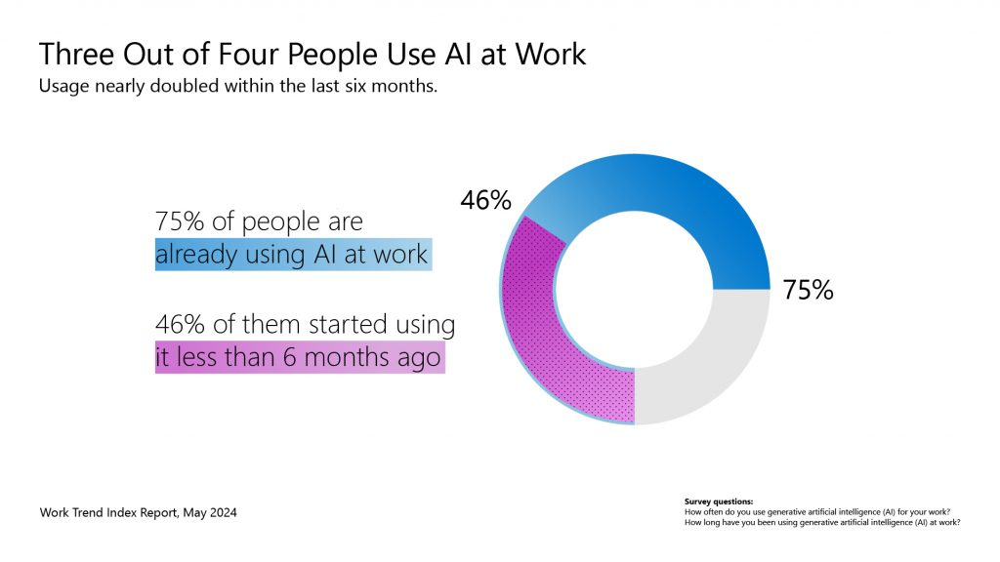 Three Out of Four People Use AI at Work
Usage nearly doubled within the last six months.
46%
75% of people are
already using AI at work
75%
46% of them started using
it less than 6 months ago
Work Trend Index Report, May 2024
Survey questions:
How often do you use generative artificial intelligence (AI) for your work?
How long have you been using generative artificial intelligence (AI) at work?